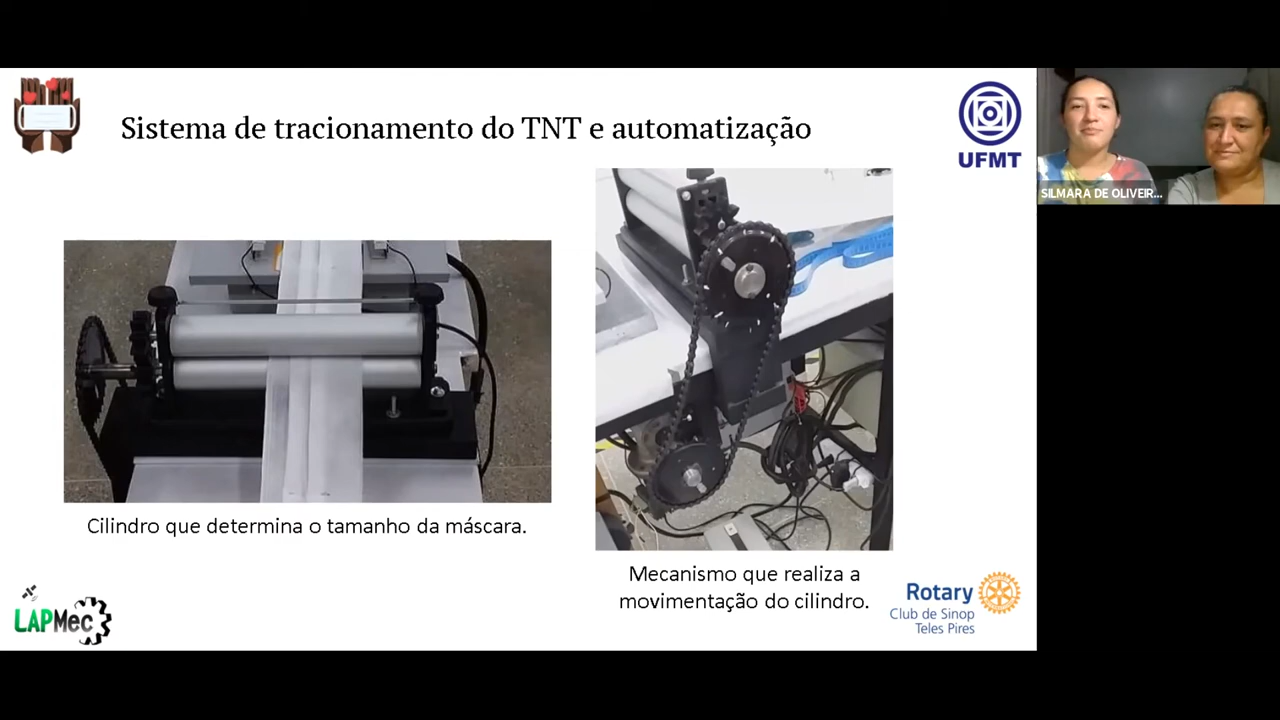 Sistema de tracionamento do TNT e automatização
UFMT
SILMARA DE OLIVEIR...
Cilindro que determina o tamanho da máscara.
Mecanismo que realiza a
movimentação do cilindro.
LAPMec
Rotary
Club de Sinop
Teles Pires